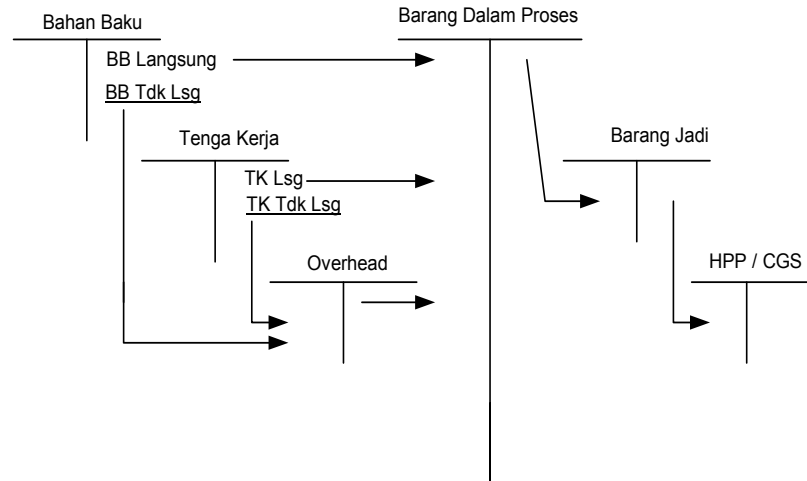 Bahan Baku
Barang Dalam Proses
BB Langsung
BB Tdk Lsg
Tenga Kerja
Barang Jadi
TK Lsg
TK Tdk Lsg
Overhead
HPP / CGS